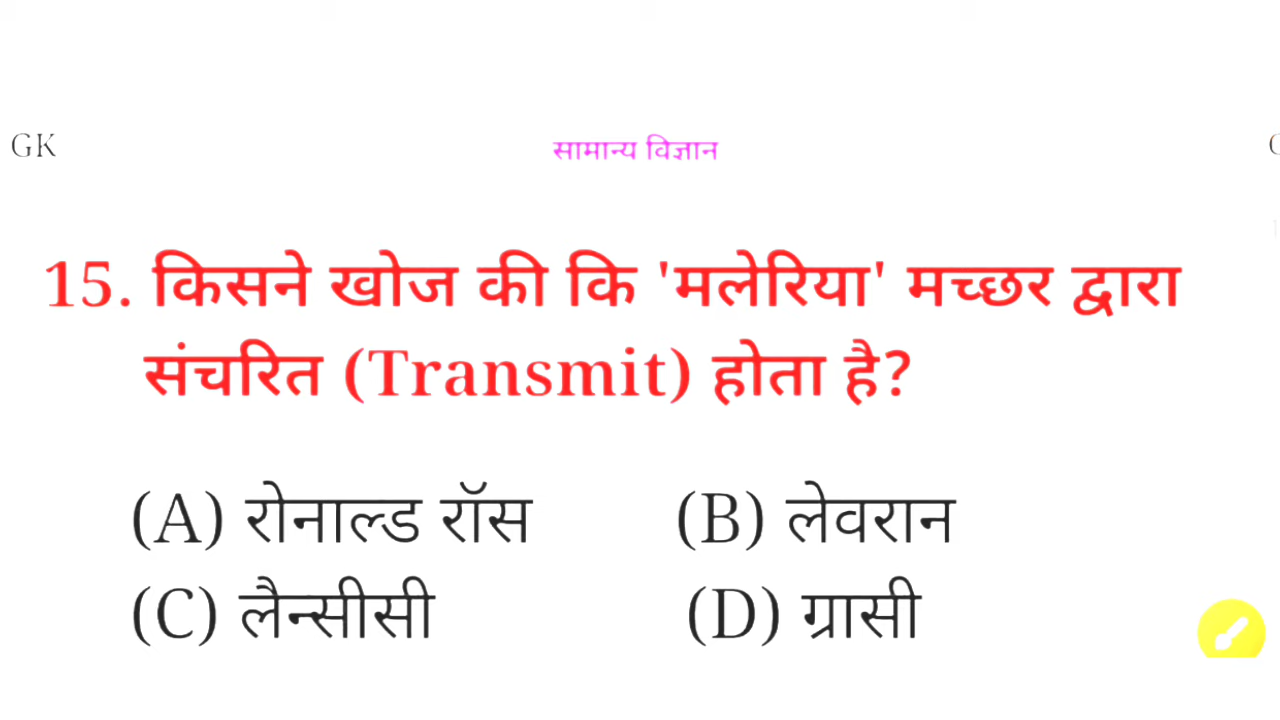 GK
सामान्य विज्ञान
15. किसने खोज की कि 'मलेरिया' मच्छर द्वारा
संचरित (Transmit) होता है?
(A) रोनाल्ड रॉस (B) लेवरान
(C) लैन्सीसी (D) ग्रासी